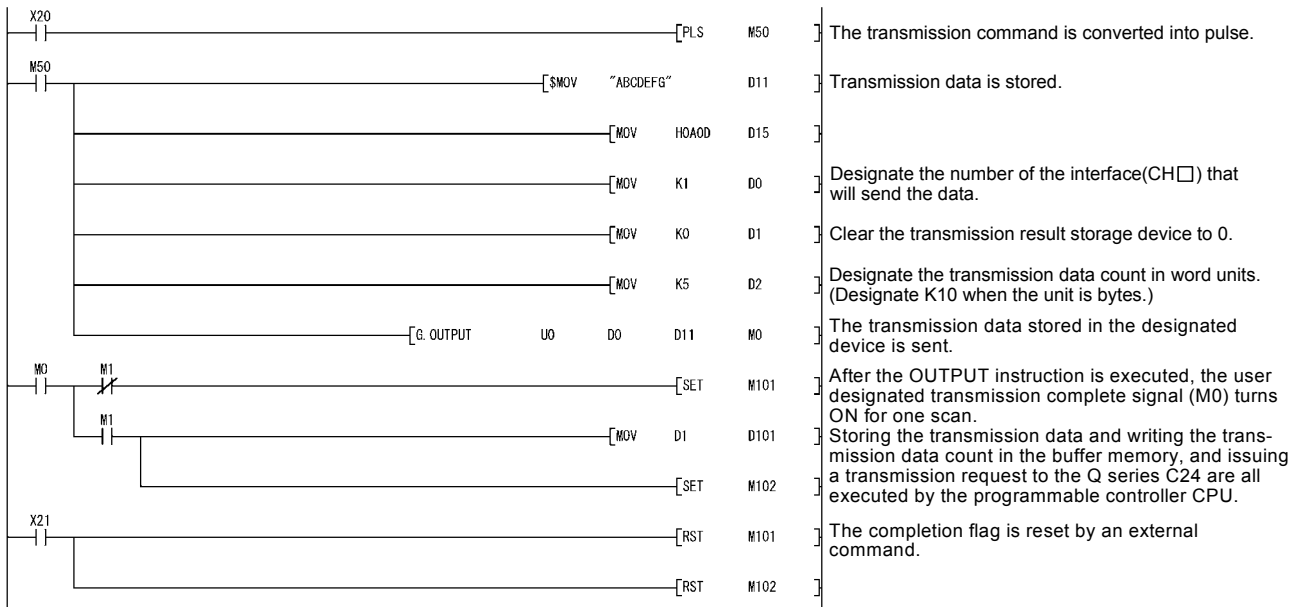 X20
[PLS M50 ] The transmission command is converted into pulse.
M50
[$MOV "ABCDEFG" D11 ] Transmission data is stored.
[MOV H0A0D D15 ]
[MOV K1 D0 ] Designate the number of the interface(CH□) that
will send the data.
[MOV K0 D1 ] Clear the transmission result storage device to 0.
[MOV K5 D2 ] Designate the transmission data count in word units.
(Designate K10 when the unit is bytes.)
[G.OUTPUT U0 D0 D11 M0 ] The transmission data stored in the designated
device is sent.
M0 M1
[SET M101 ] After the OUTPUT instruction is executed, the user
designated transmission complete signal (M0) turns
ON for one scan.
M1
[MOV D1 D101 ] Storing the transmission data and writing the trans-
mission data count in the buffer memory, and issuing
a transmission request to the Q series C24 are all
executed by the programmable controller CPU.
[SET M102 ]
X21
[RST M101 ] The completion flag is reset by an external
command.
[RST M102 ]